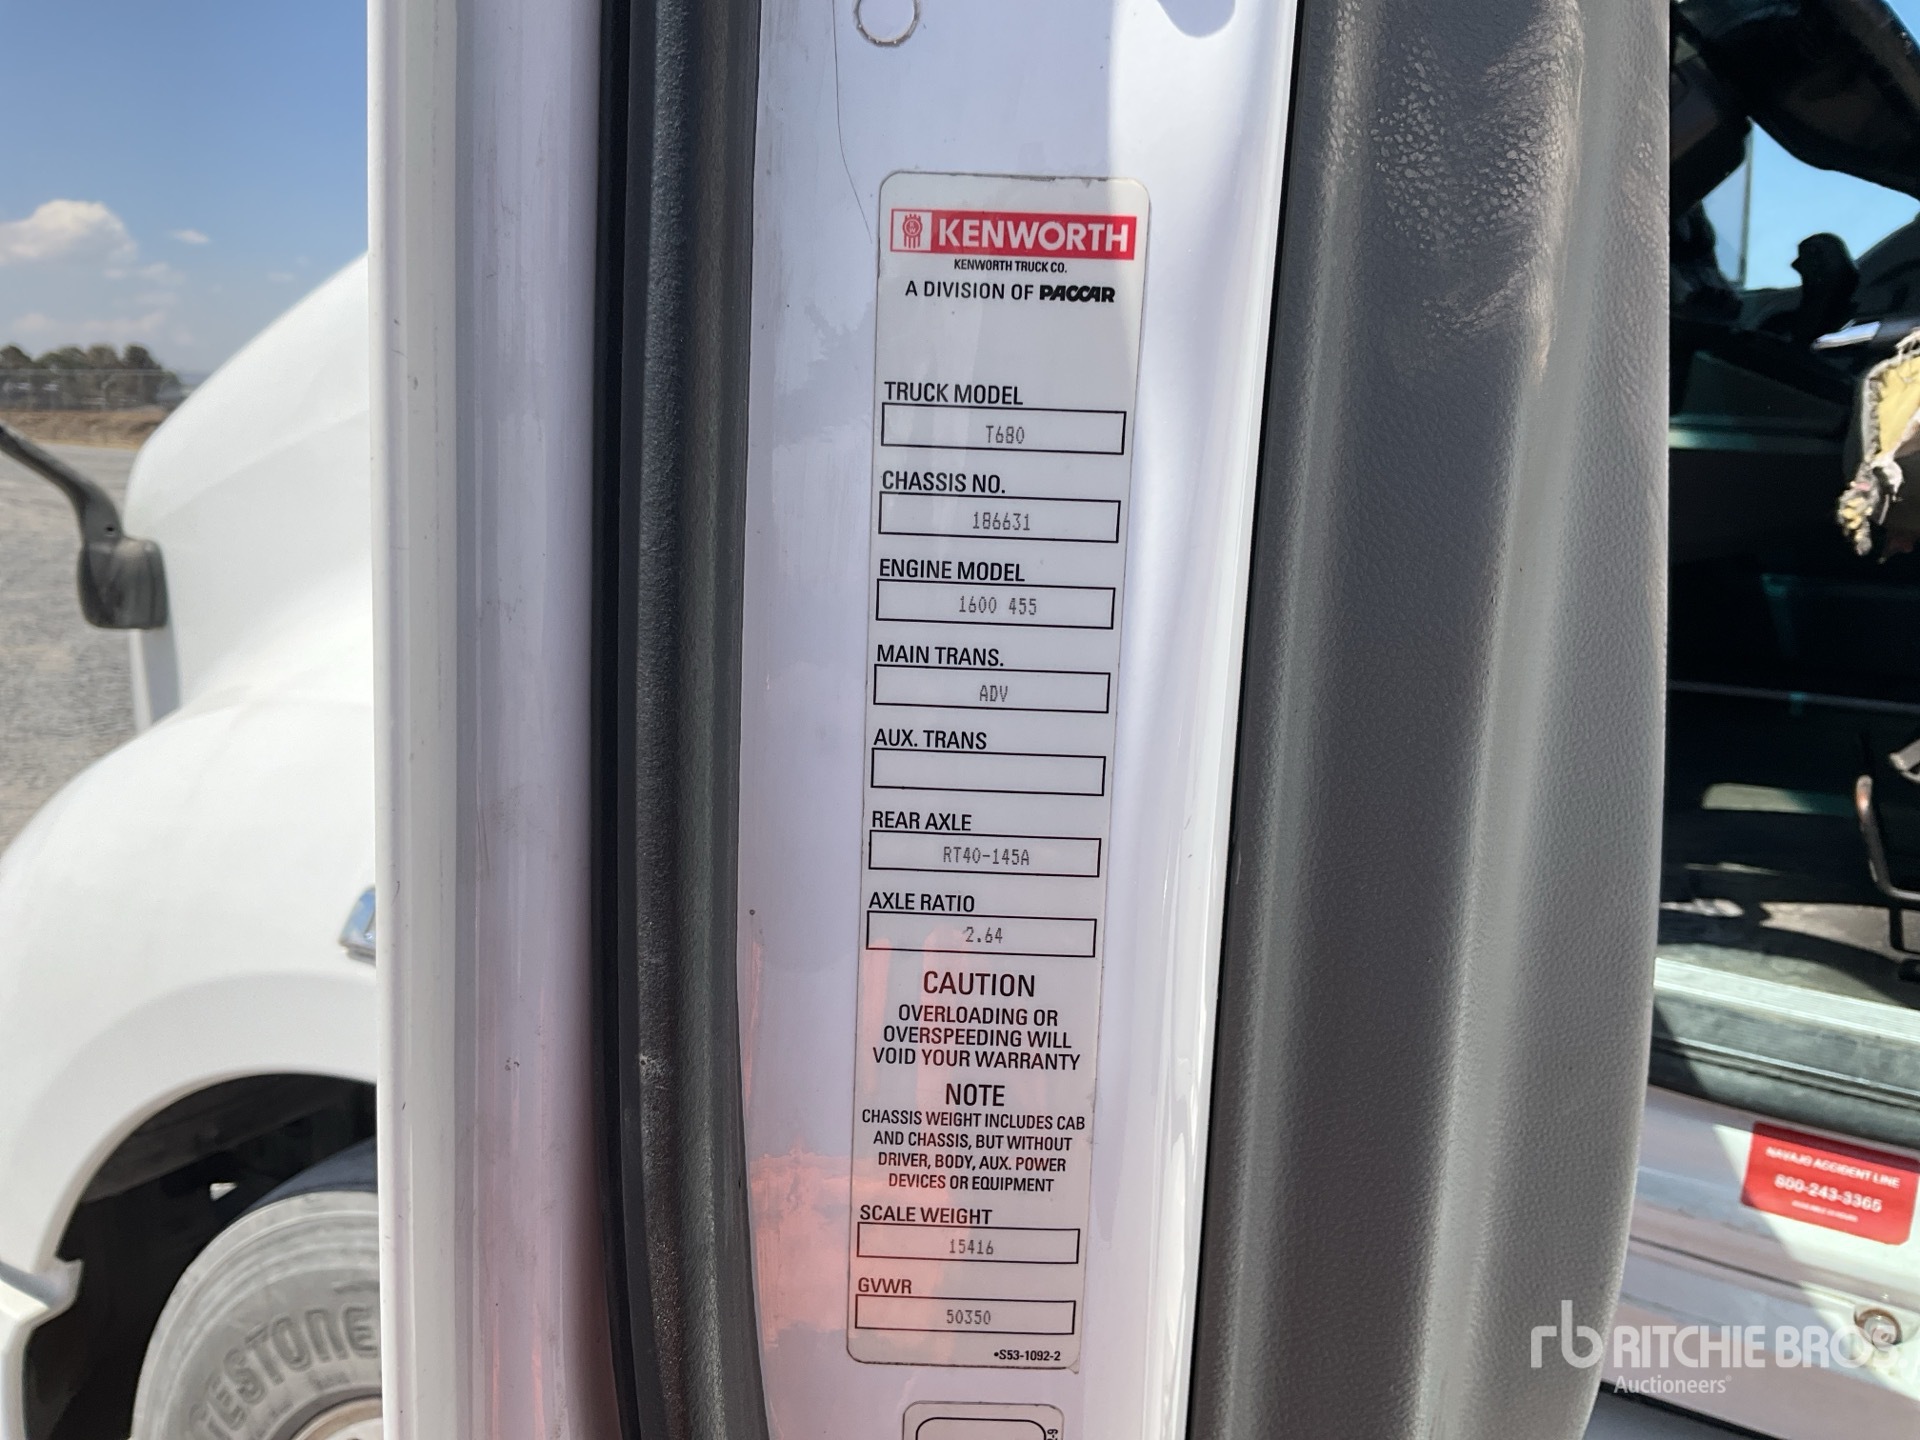 KENWORTH
KENWORTH TRUCK CO.
A DIVISION OF PACCAR
TRUCK MODEL
T680
CHASSIS NO.
186631
ENGINE MODEL
1600 455
MAIN TRANS.
ADV
AUX. TRANS
REAR AXLE
RT40-145A
AXLE RATIO
2.64
CAUTION
OVERLOADING OR
OVERSPEEDING WILL
VOID YOUR WARRANTY
NOTE
CHASSIS WEIGHT INCLUDES CAB
AND CHASSIS, BUT WITHOUT
DRIVER, BODY, AUX. POWER
DEVICES OR EQUIPMENT
SCALE WEIGHT
15416
GVWR
50350
•S53-1092-2
NAVAJO ACCIDENT LINE
800-243-3365
ESTONE
rb RITCHIE BROS.
Auctioneers